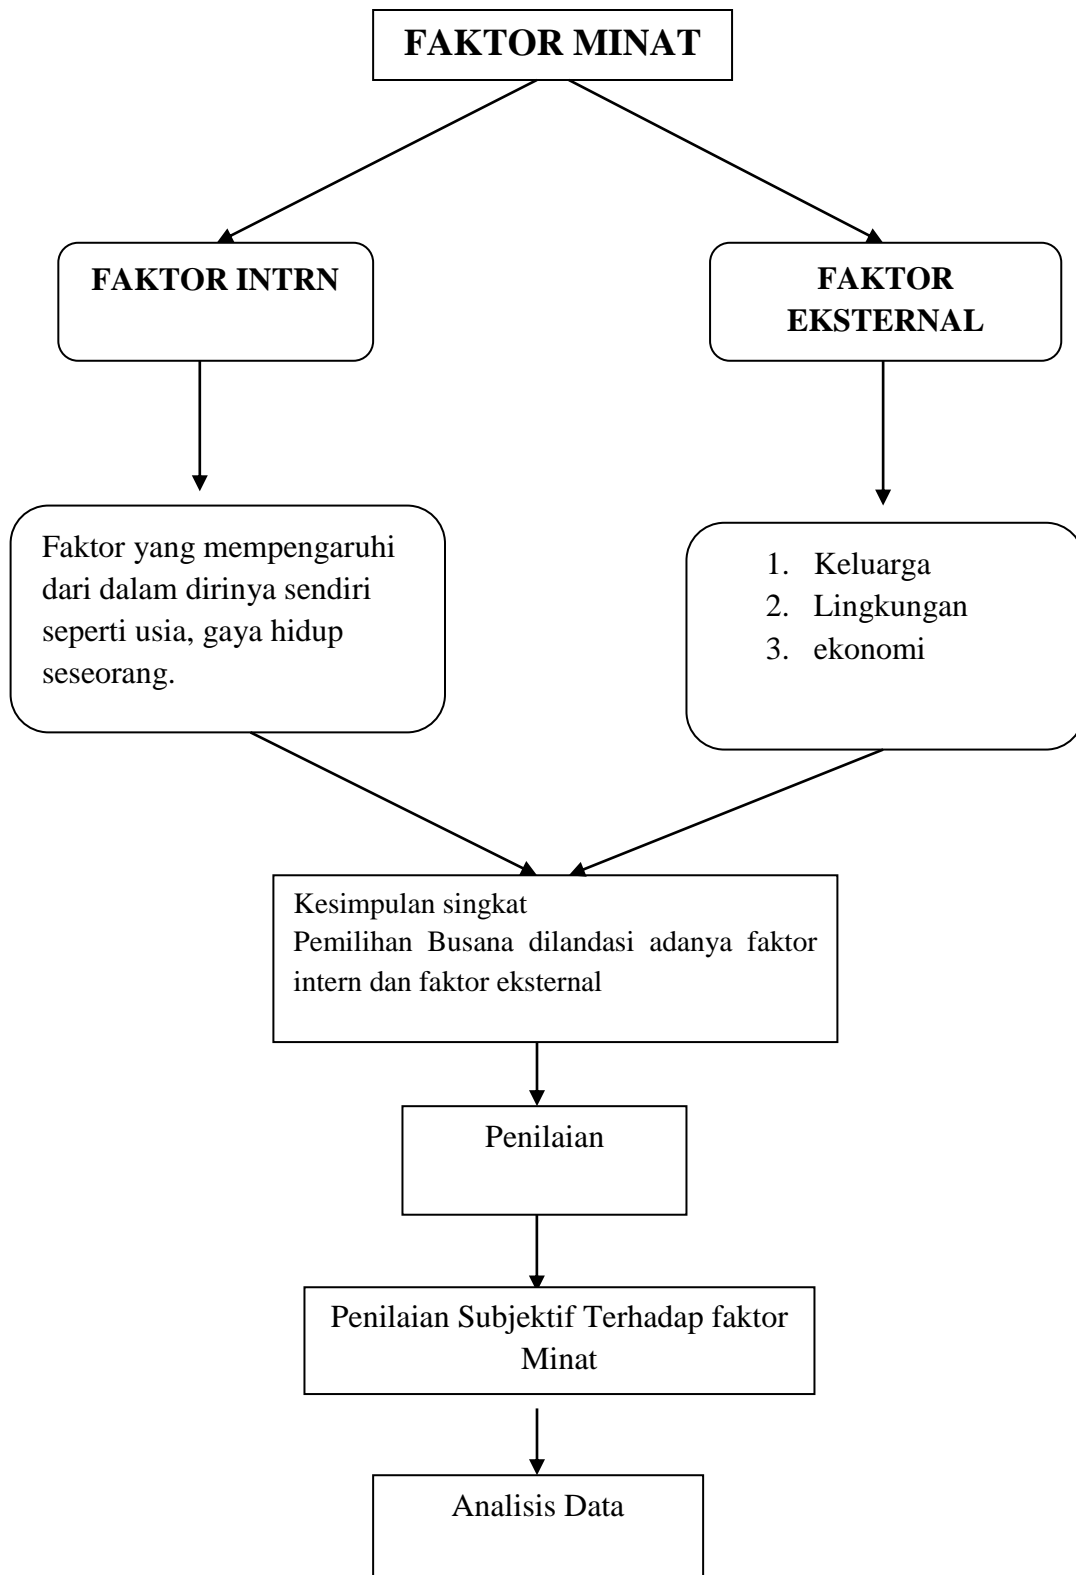 FAKTOR MINAT
FAKTOR INTRN
FAKTOR
EKSTERNAL
Faktor yang mempengaruhi
dari dalam dirinya sendiri
seperti usia, gaya hidup
seseorang.
1. Keluarga
2. Lingkungan
3. ekonomi
Kesimpulan singkat
Pemilihan Busana dilandasi adanya faktor
intern dan faktor eksternal
Penilaian
Penilaian Subjektif Terhadap faktor
Minat
Analisis Data